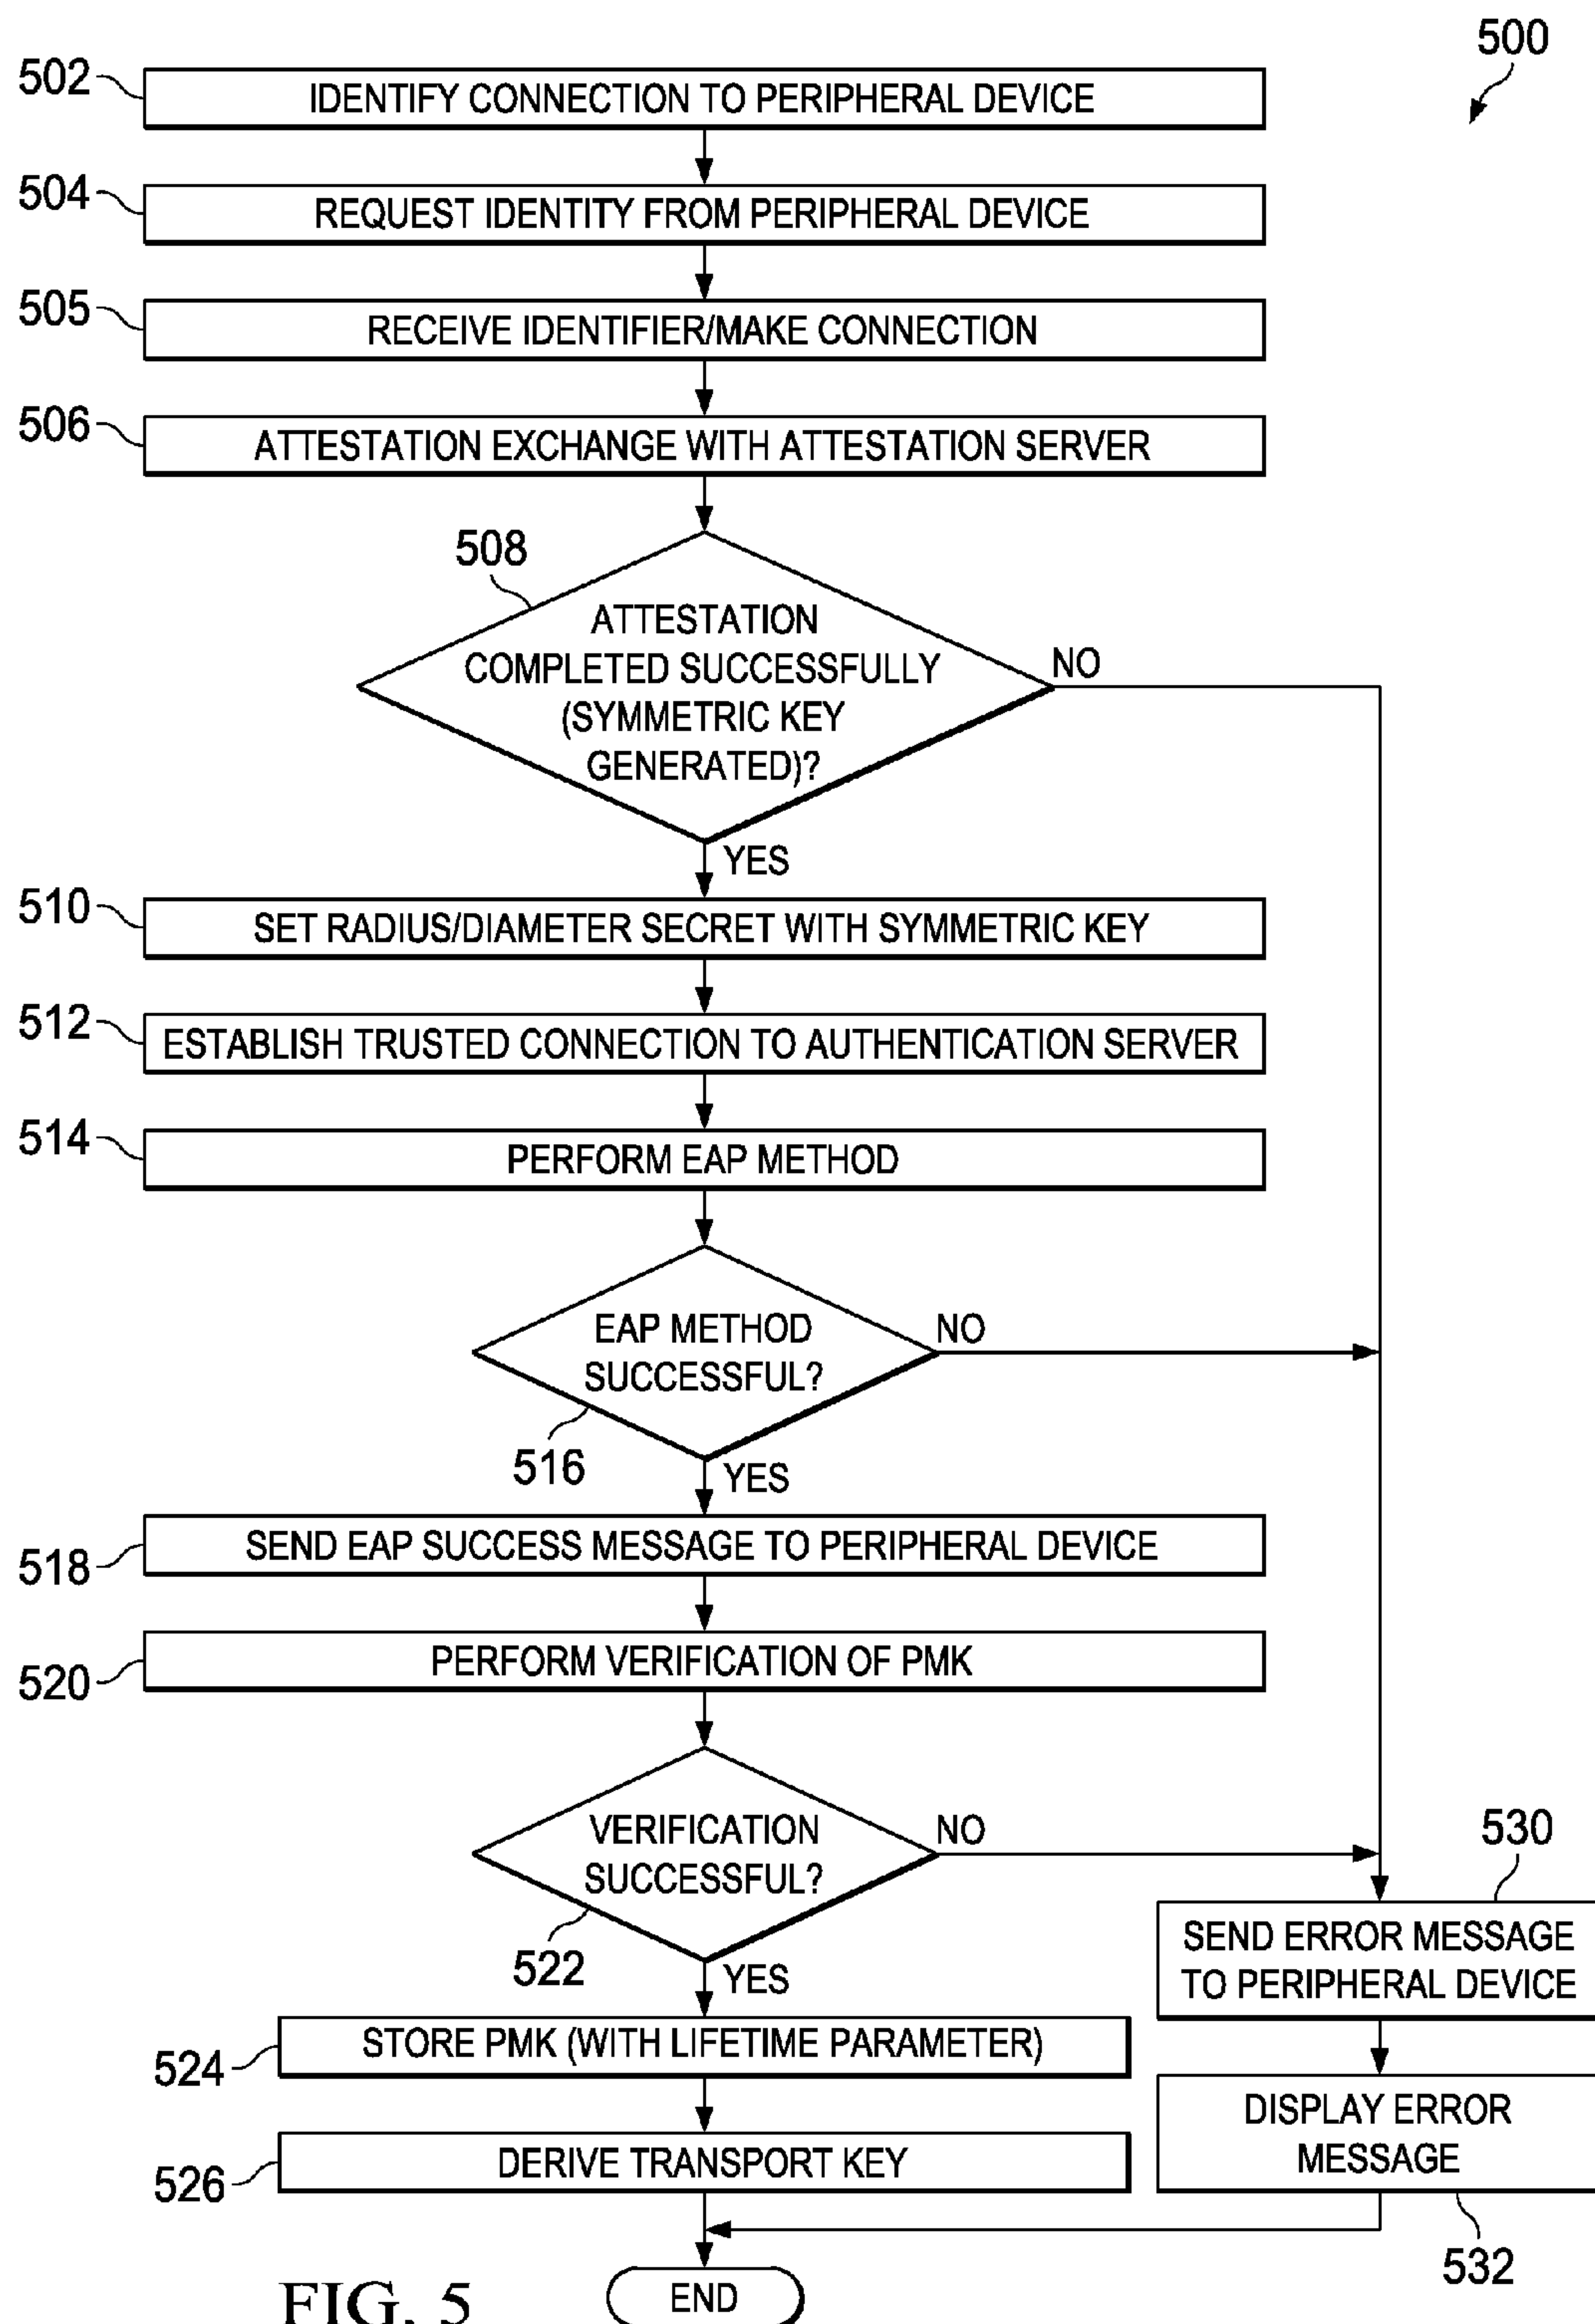 500
502
IDENTIFY CONNECTION TO PERIPHERAL DEVICE
504
REQUEST IDENTITY FROM PERIPHERAL DEVICE
505
RECEIVE IDENTIFIER/MAKE CONNECTION
506
ATTESTATION EXCHANGE WITH ATTESTATION SERVER
508
ATTESTATION
COMPLETED SUCCESSFULLY
(SYMMETRIC KEY
GENERATED)?
NO
YES
510
SET RADIUS/DIAMETER SECRET WITH SYMMETRIC KEY
512
ESTABLISH TRUSTED CONNECTION TO AUTHENTICATION SERVER
514
PERFORM EAP METHOD
EAP METHOD
SUCCESSFUL?
NO
516
YES
518
SEND EAP SUCCESS MESSAGE TO PERIPHERAL DEVICE
520
PERFORM VERIFICATION OF PMK
VERIFICATION
SUCCESSFUL?
NO
522
YES
530
SEND ERROR MESSAGE
TO PERIPHERAL DEVICE
524
STORE PMK (WITH LIFETIME PARAMETER)
526
DERIVE TRANSPORT KEY
DISPLAY ERROR
MESSAGE
532
END
FIG. 5